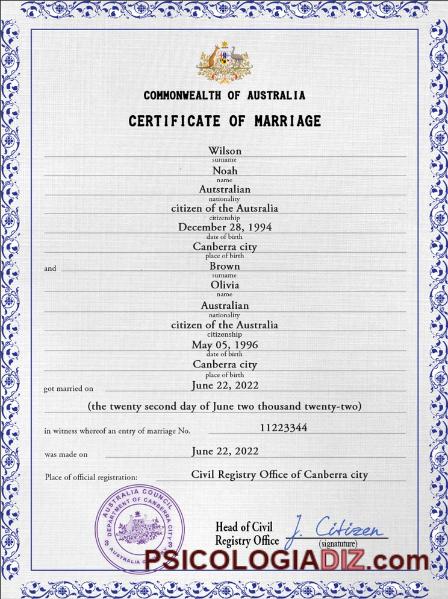 COMMONWEALTH OF AUSTRALIA
CERTIFICATE OF MARRIAGE
Wilson
surname
Noah
name
Autstralian
nationality
citizen of the Autsralia
citizenship
December 28, 1994
date of birth
Canberra city
place of birth
and Brown
surname
Olivia
name
Australian
nationality
citizen of the Australia
citizenship
May 05, 1996
date of birth
Canberra city
place of birth
got married on June 22, 2022
(the twenty second day of June two thousand twenty-two)
in witness whereof an entry of marriage No. 11223344
was made on June 22, 2022
Place of official registration: Civil Registry Office of Canberra city
AUSTRALIA COUNCIL
DEPARTMENT OF CANBERRA CITY
Head of Civil
Registry Office J. Citizen
(signature)
PSICOLOGIADIZ.com